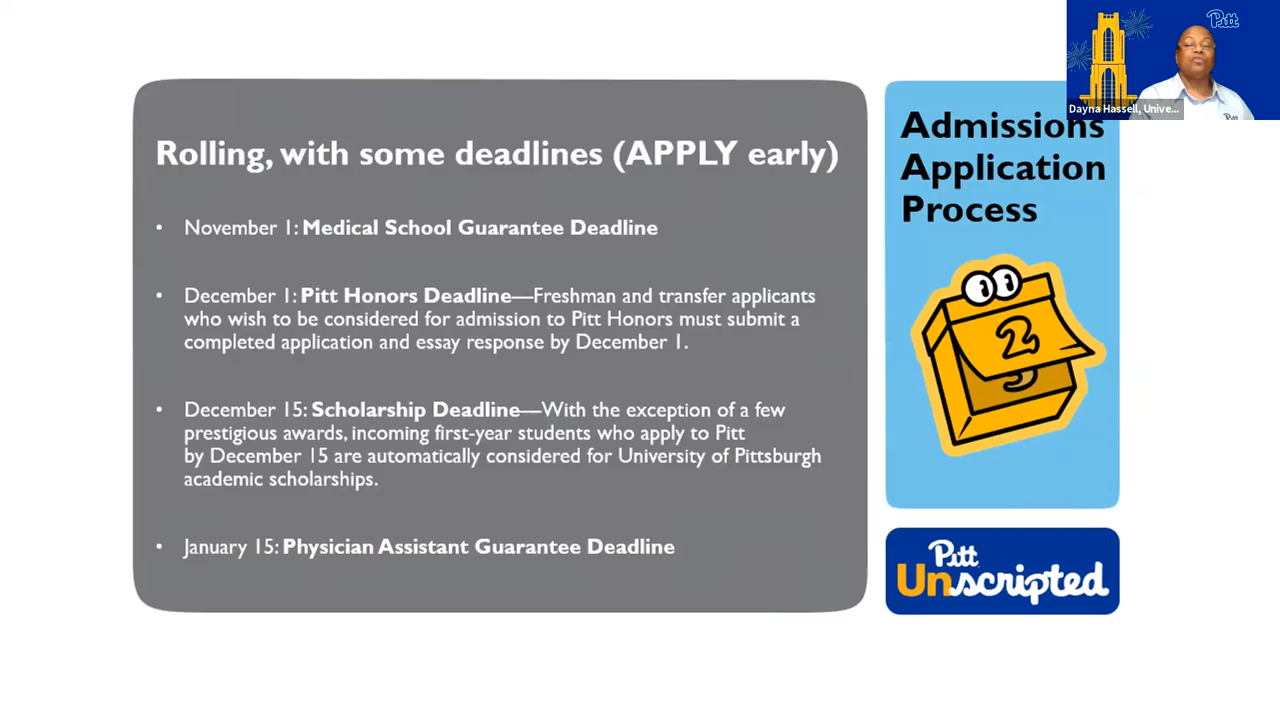 Rolling, with some deadlines (APPLY early)
• November 1: Medical School Guarantee Deadline
• December 1: Pitt Honors Deadline—Freshman and transfer applicants
who wish to be considered for admission to Pitt Honors must submit a
completed application and essay response by December 1.
• December 15: Scholarship Deadline—With the exception of a few
prestigious awards, incoming first-year students who apply to Pitt
by December 15 are automatically considered for University of Pittsburgh
academic scholarships.
• January 15: Physician Assistant Guarantee Deadline
Pitt
Pitt
Dayna Hassell, Unive...
Admissions
Application
Process
2
3
Pitt
Unscripted